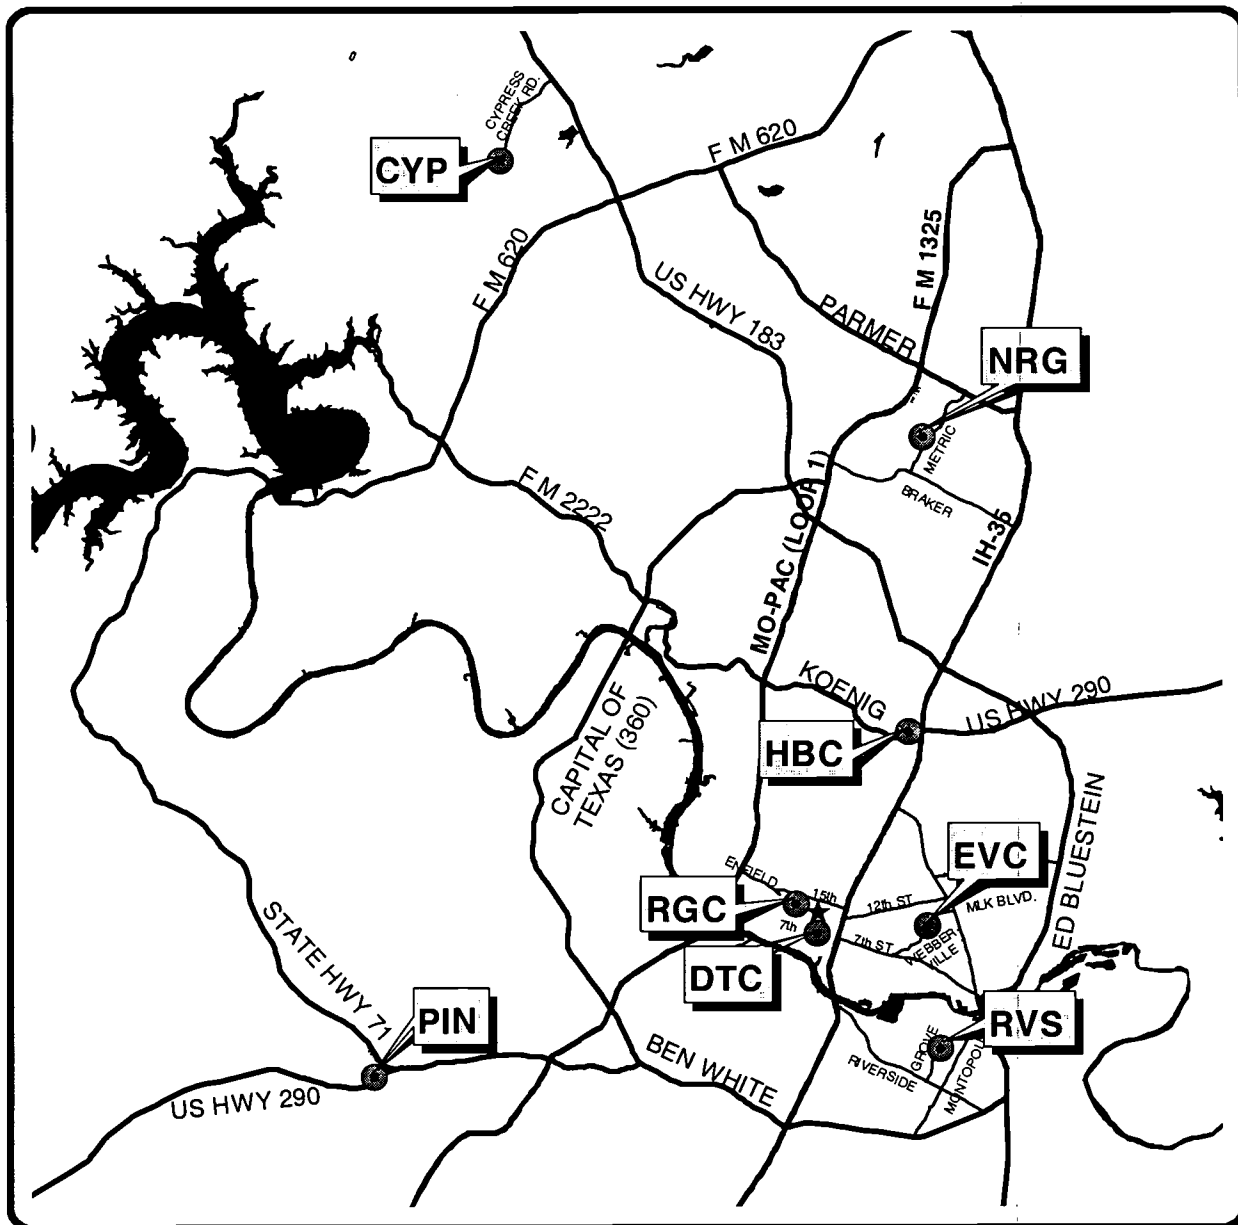 CYPRESS
CREEK RD.
CYP
F M 620
F M 620
US HWY 183
F M 1325
PARMER
NRG
METRIC
BRAKER
F M 2222
MO-PAC (LOOP 1)
IH-35
KOENIG
US HWY 290
HBC
CAPITAL OF
TEXAS (360)
ED BLUESTEIN
EVC
ENFIELD
15th
12th ST
MLK BLVD.
RGC
7th
7th ST
WEBBER
VILLE
DTC
STATE HWY 71
PIN
RVS
GROVE
MONTOPOLIS
RIVERSIDE
BEN WHITE
US HWY 290